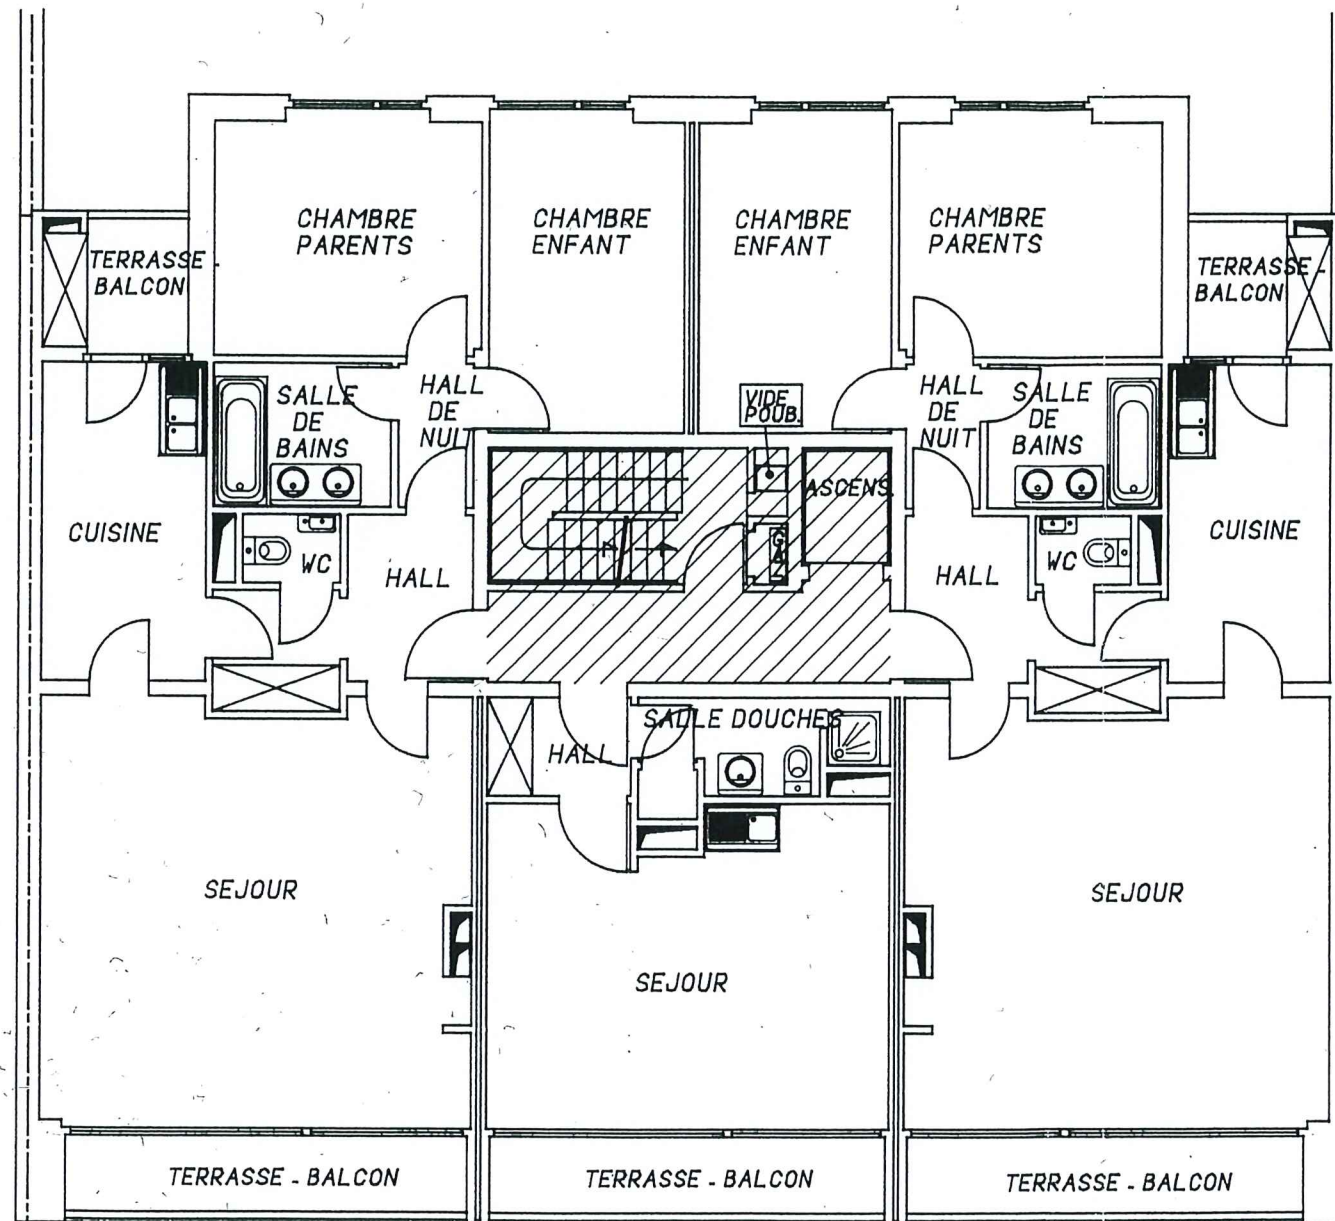 CHAMBRE
PARENTS
CHAMBRE
ENFANT
CHAMBRE
ENFANT
CHAMBRE
PARENTS
TERRASSE -
BALCON
TERRASSE -
BALCON
SALLE
DE
BAINS
HALL
DE
NUIT
VIDE
POUB.
HALL
DE
NUIT
SALLE
DE
BAINS
ASCENS.
CUISINE
WC
HALL
GAZ
HALL
WC
CUISINE
SALLE DOUCHES
HALL
SEJOUR
SEJOUR
SEJOUR
TERRASSE - BALCON
TERRASSE - BALCON
TERRASSE - BALCON